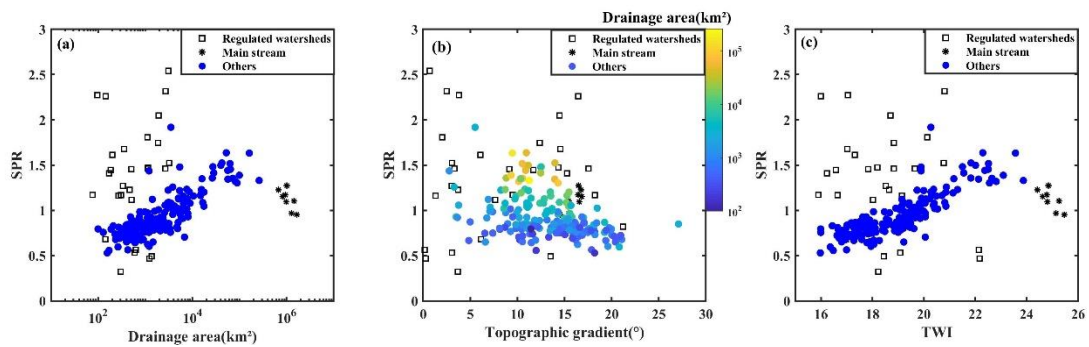 (a)
Regulated watersheds
Main stream
Others
SPR
3
2.5
2
1.5
1
0.5
0
10²
10⁴
10⁶
Drainage area(km²)
Drainage area(km²)
(b)
Regulated watersheds
Main stream
Others
10⁵
10⁴
10³
10²
SPR
3
2.5
2
1.5
1
0.5
0
0 5 10 15 20 25 30
Topographic gradient(°)
(c)
Regulated watersheds
Main stream
Others
SPR
3
2.5
2
1.5
1
0.5
0
16 18 20 22 24 26
TWI